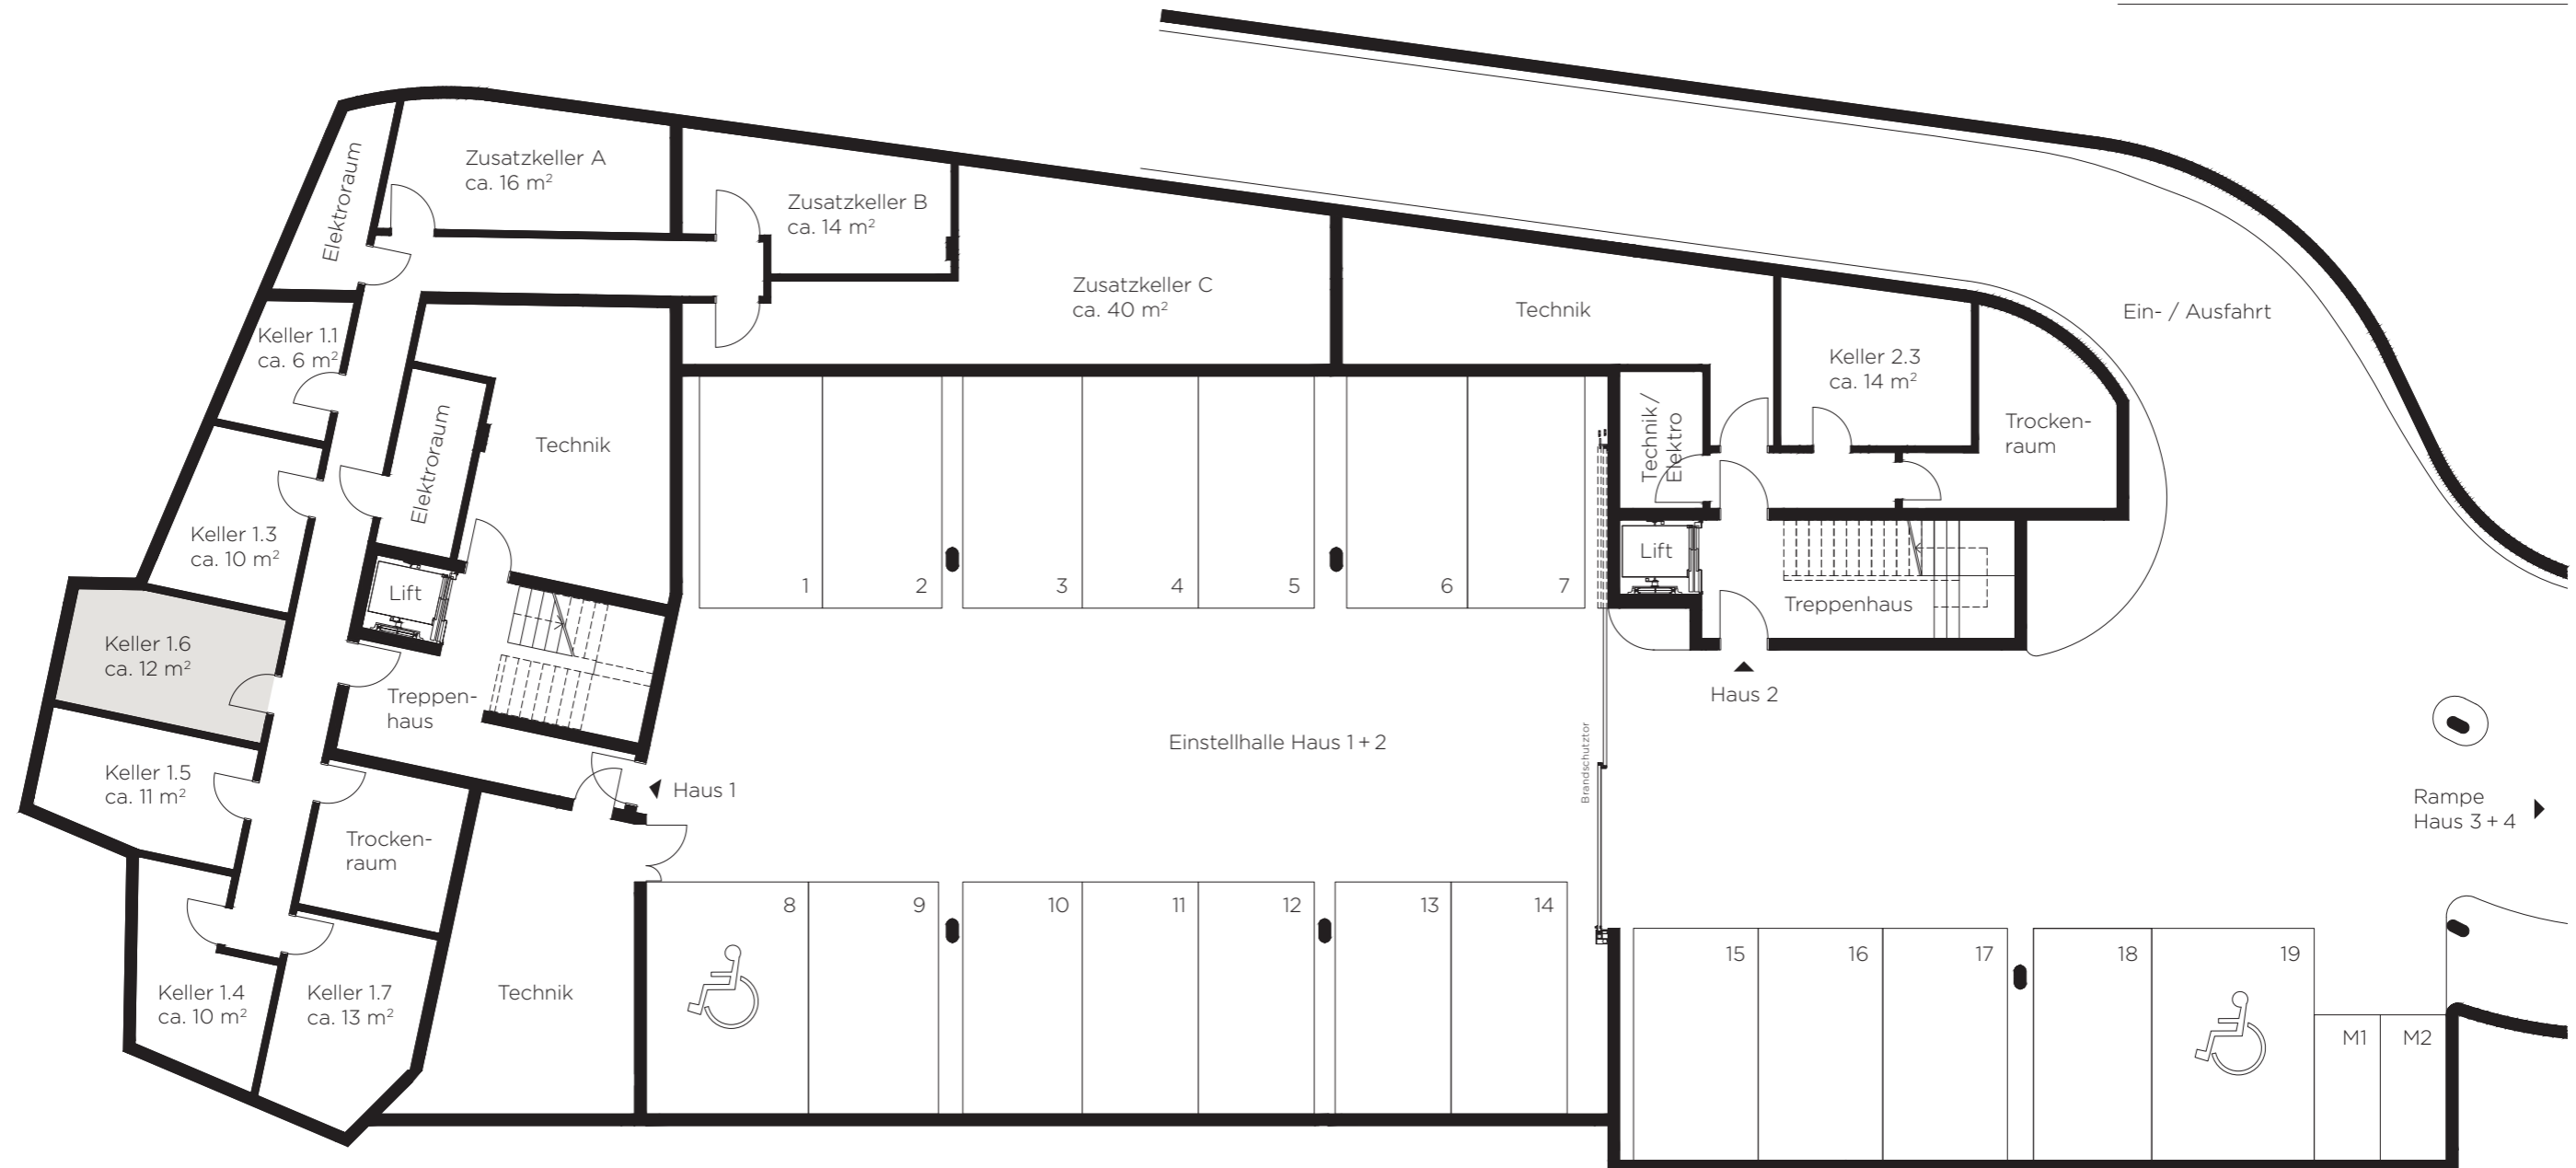 Elektroraum
Zusatzkeller A
ca. 16 m²
Zusatzkeller B
ca. 14 m²
Zusatzkeller C
ca. 40 m²
Technik
Ein- / Ausfahrt
Keller 1.1
ca. 6 m²
Keller 2.3
ca. 14 m²
Elektroraum
Technik
Technik /
Elektro
Trocken-
raum
Keller 1.3
ca. 10 m²
Lift
Lift
1
2
3
4
5
6
7
Treppenhaus
Keller 1.6
ca. 12 m²
Treppen-
haus
Haus 2
Einstellhalle Haus 1 + 2
Brandschutztor
Keller 1.5
ca. 11 m²
Haus 1
Rampe
Haus 3 + 4
Trocken-
raum
8
9
10
11
12
13
14
15
16
17
18
19
Keller 1.4
ca. 10 m²
Keller 1.7
ca. 13 m²
Technik
M1
M2